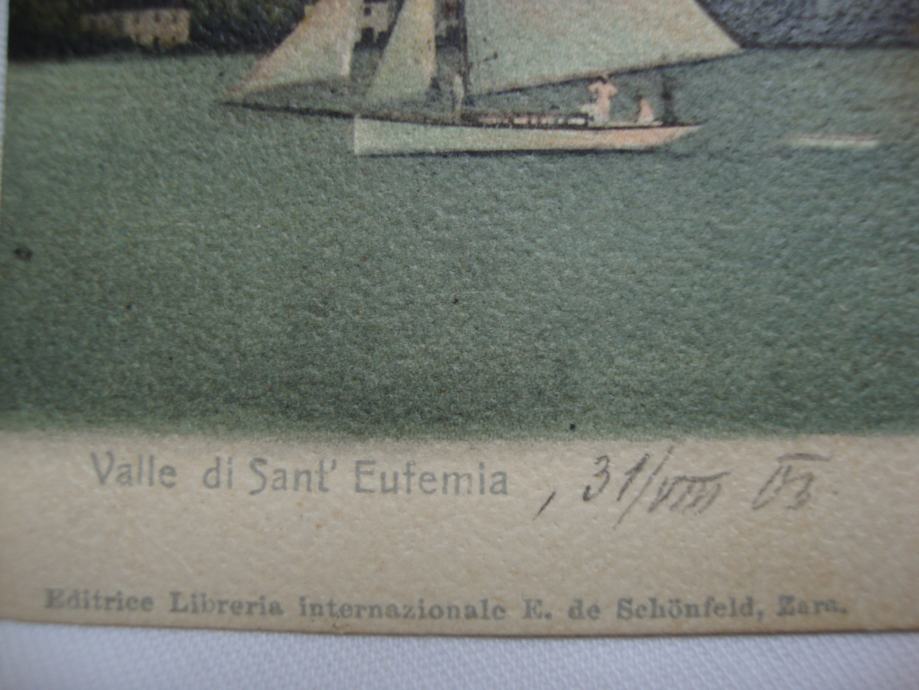 Valle di Sant' Eufemia , 31/VIII 03
Editrice Libreria internazionale E. de Schönfeld, Zara.